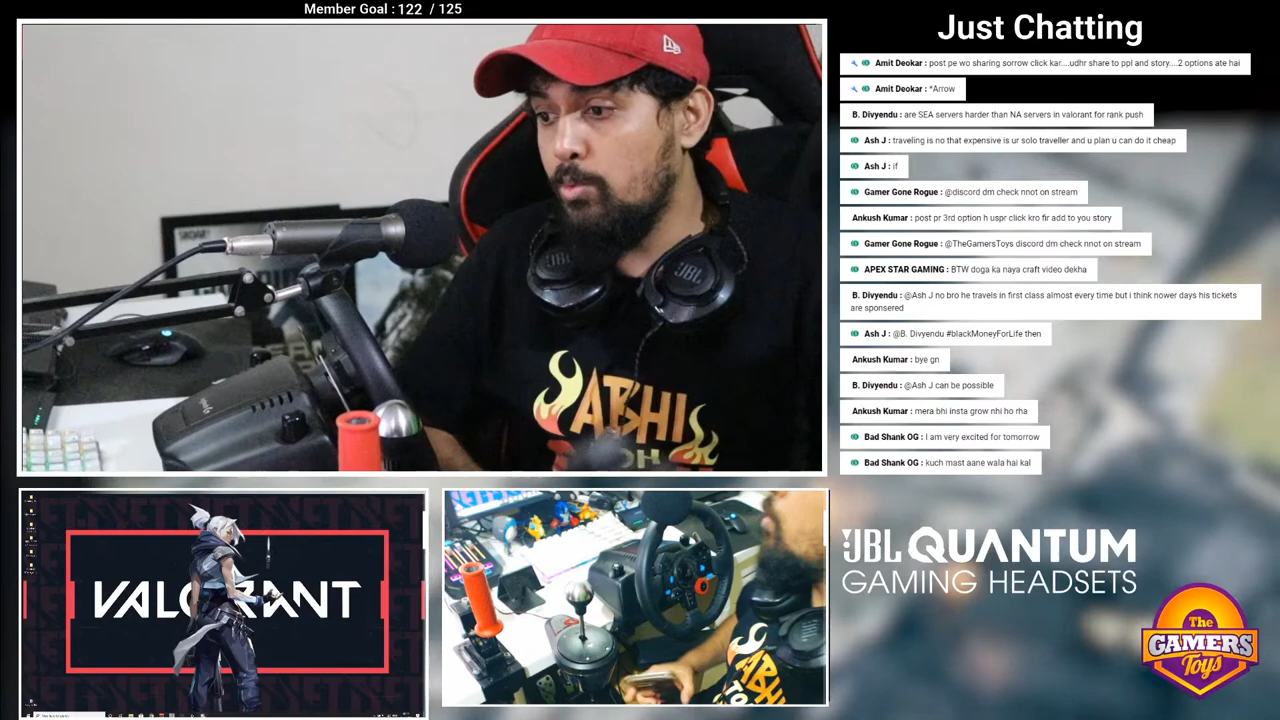 Member Goal : 122 / 125
Just Chatting
Amit Deokar : post pe wo sharing sorrow click kar....udhr share to ppl and story....2 options ate hai
Amit Deokar : *Arrow
B. Divyendu : are SEA servers harder than NA servers in valorant for rank push
Ash J : traveling is no that expensive is ur solo traveller and u plan u can do it cheap
Ash J : if
Gamer Gone Rogue : @discord dm check nnot on stream
Ankush Kumar : post pr 3rd option h uspr click kro fir add to you story
Gamer Gone Rogue : @TheGamersToys discord dm check nnot on stream
APEX STAR GAMING : BTW doga ka naya craft video dekha
B. Divyendu : @Ash J no bro he travels in first class almost every time but i think nower days his tickets
are sponsered
Ash J : @B. Divyendu #blackMoneyForLife then
Ankush Kumar : bye gn
B. Divyendu : @Ash J can be possible
Ankush Kumar : mera bhi insta grow nhi ho rha
Bad Shank OG : I am very excited for tomorrow
Bad Shank OG : kuch mast aane wala hai kal
JBL
JBL
ABHI
VALORANT
JBL QUANTUM
GAMING HEADSETS
The
GAMERS
Toys